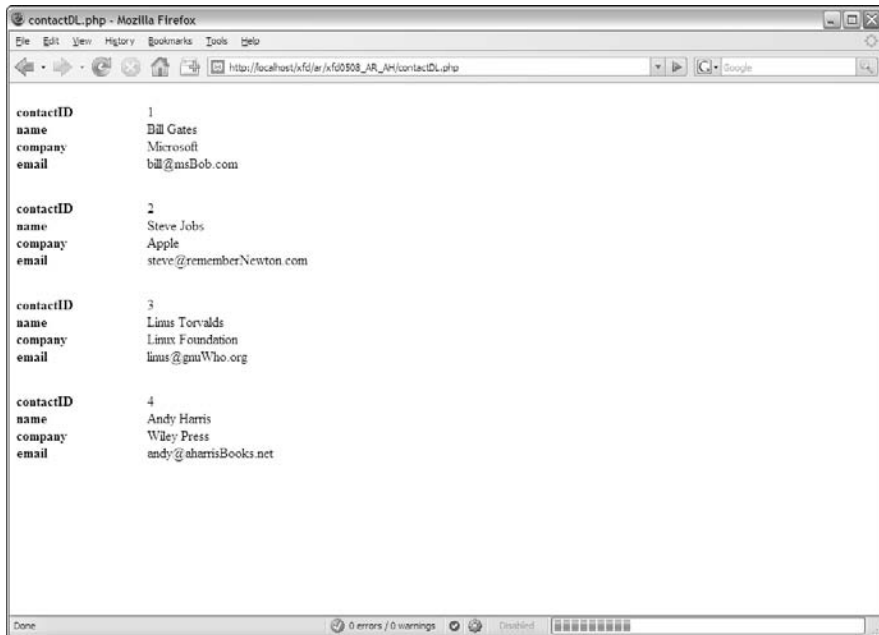 contactDL.php - Mozilla Firefox
File Edit View History Bookmarks Tools Help
http://localhost/xfd/ar/xfd0508_AR_AH/contactDL.php
Google
contactID 1
name Bill Gates
company Microsoft
email bill@msBob.com
contactID 2
name Steve Jobs
company Apple
email steve@rememberNewton.com
contactID 3
name Linus Torvalds
company Linux Foundation
email linus@gnuWho.org
contactID 4
name Andy Harris
company Wiley Press
email andy@aharrisBooks.net
Done 0 errors / 0 warnings Disabled